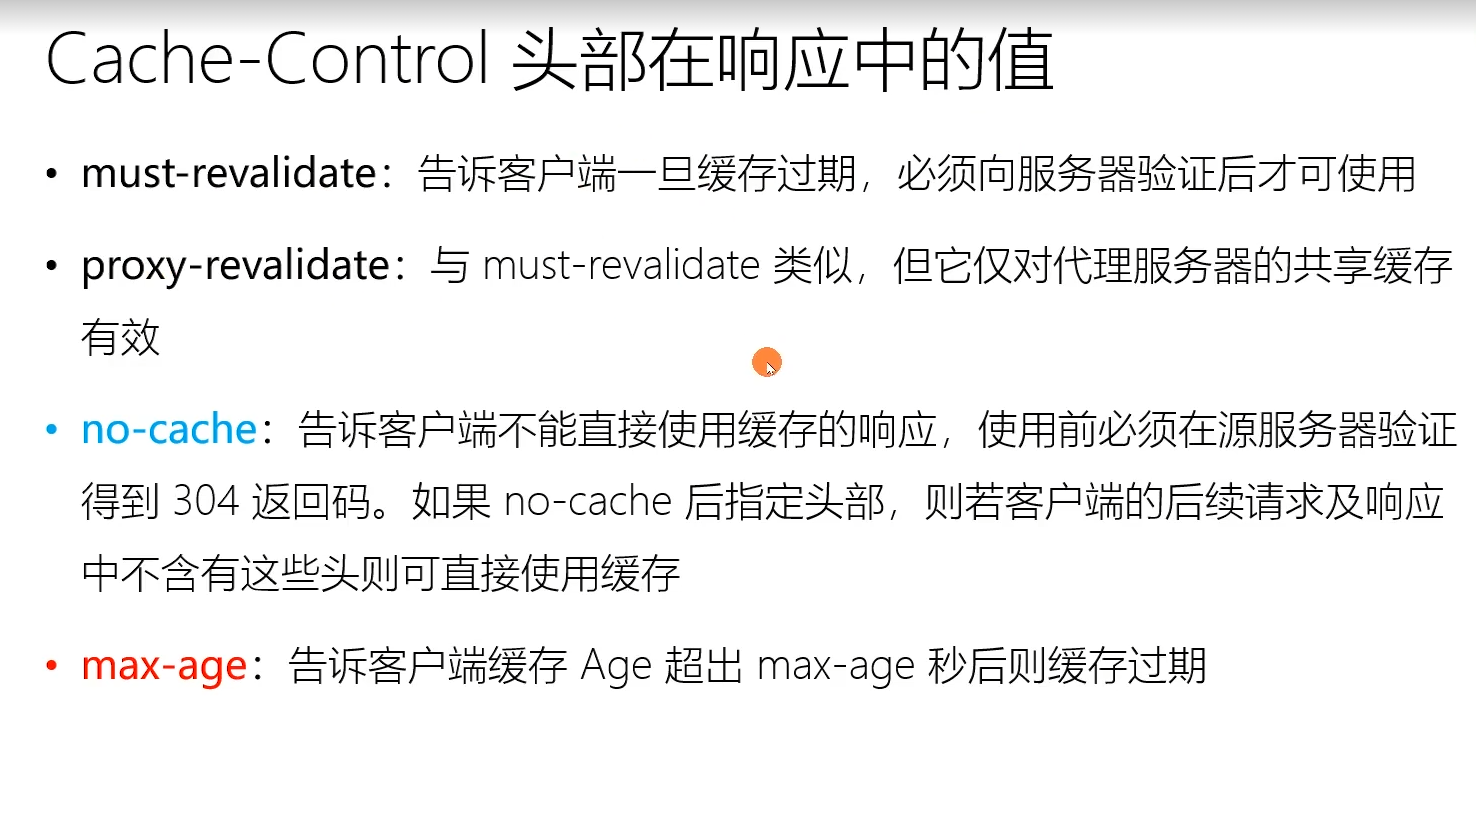 Cache-Control 头部在响应中的值
• must-revalidate：告诉客户端一旦缓存过期，必须向服务器验证后才可使用
• proxy-revalidate：与 must-revalidate 类似，但它仅对代理服务器的共享缓存
有效
• no-cache：告诉客户端不能直接使用缓存的响应，使用前必须在源服务器验证
得到 304 返回码。如果 no-cache 后指定头部，则若客户端的后续请求及响应
中不含有这些头则可直接使用缓存
• max-age：告诉客户端缓存 Age 超出 max-age 秒后则缓存过期